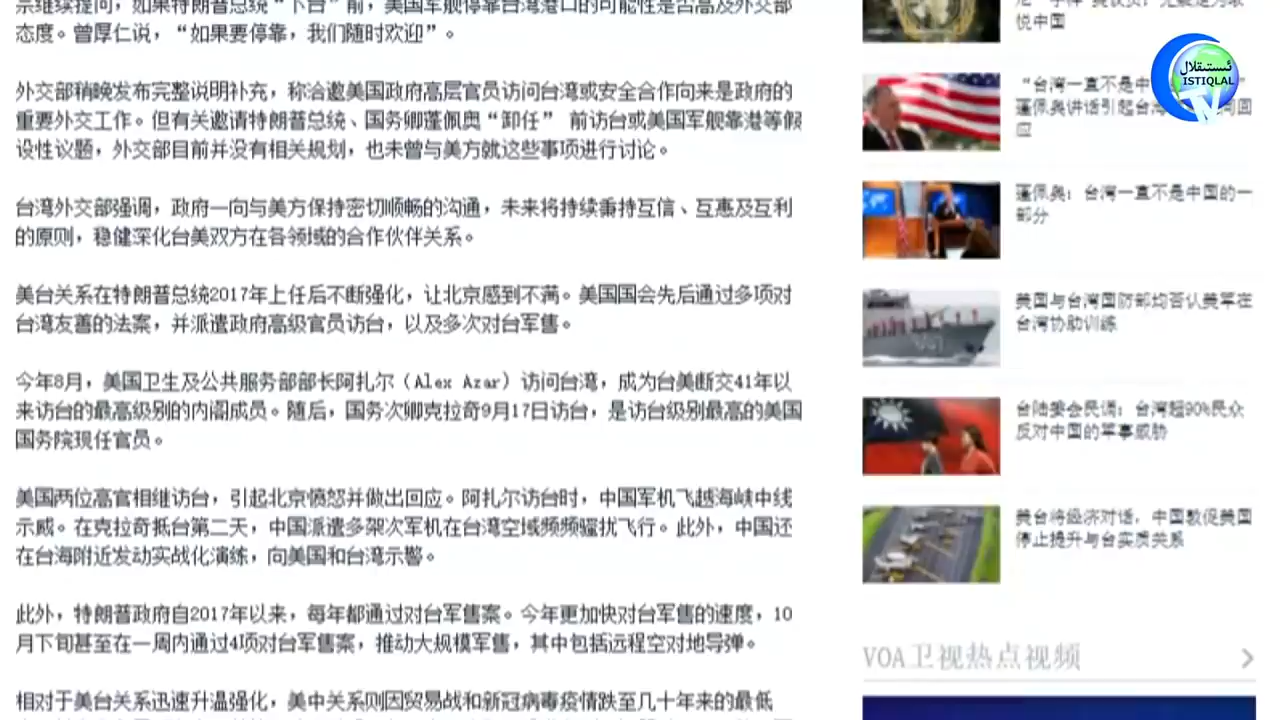 宗继续提问，如果特朗普总统“下台”前，美国军舰停靠台湾港口的可能性是否高及外交部
态度。曾厚仁说，“如果要停靠，我们随时欢迎”。
外交部稍晚发布完整说明补充，称洽邀美国政府高层官员访问台湾或安全合作向来是政府的
重要外交工作。但有关邀请特朗普总统、国务卿蓬佩奥“卸任” 前访台或美国军舰靠港等假
设性议题，外交部目前并没有相关规划，也未曾与美方就这些事项进行讨论。
台湾外交部强调，政府一向与美方保持密切顺畅的沟通，未来将持续秉持互信、互惠及互利
的原则，稳健深化台美双方在各领域的合作伙伴关系。
美台关系在特朗普总统2017年上任后不断强化，让北京感到不满。美国国会先后通过多项对
台湾友善的法案，并派遣政府高级官员访台，以及多次对台军售。
今年8月，美国卫生及公共服务部部长阿扎尔（Alex Azar）访问台湾，成为台美断交41年以
来访台的最高级别的内阁成员。随后，国务次卿克拉奇9月17日访台，是访台级别最高的美国
国务院现任官员。
美国两位高官相继访台，引起北京愤怒并做出回应。阿扎尔访台时，中国军机飞越海峡中线
示威。在克拉奇抵台第二天，中国派遣多架次军机在台湾空域频频骚扰飞行。此外，中国还
在台海附近发动实战化演练，向美国和台湾示警。
此外，特朗普政府自2017年以来，每年都通过对台军售案。今年更加快对台军售的速度，10
月下旬甚至在一周内通过4项对台军售案，推动大规模军售，其中包括远程空对地导弹。
相对于美台关系迅速升温强化，美中关系则因贸易战和新冠病毒疫情跌至几十年来的最低
悦中国
“台湾一直不是中
蓬佩奥讲话引起台海 回
应
蓬佩奥：台湾一直不是中国的一
部分
美国与台湾国防部均否认美军在
台湾协助训练
台陆委会民调：台湾超90%民众
反对中国的军事威胁
美台将经济对话，中国敦促美国
停止提升与台实质关系
VOA卫视热点视频
ئىستىقلال
ISTIQLAL
TV